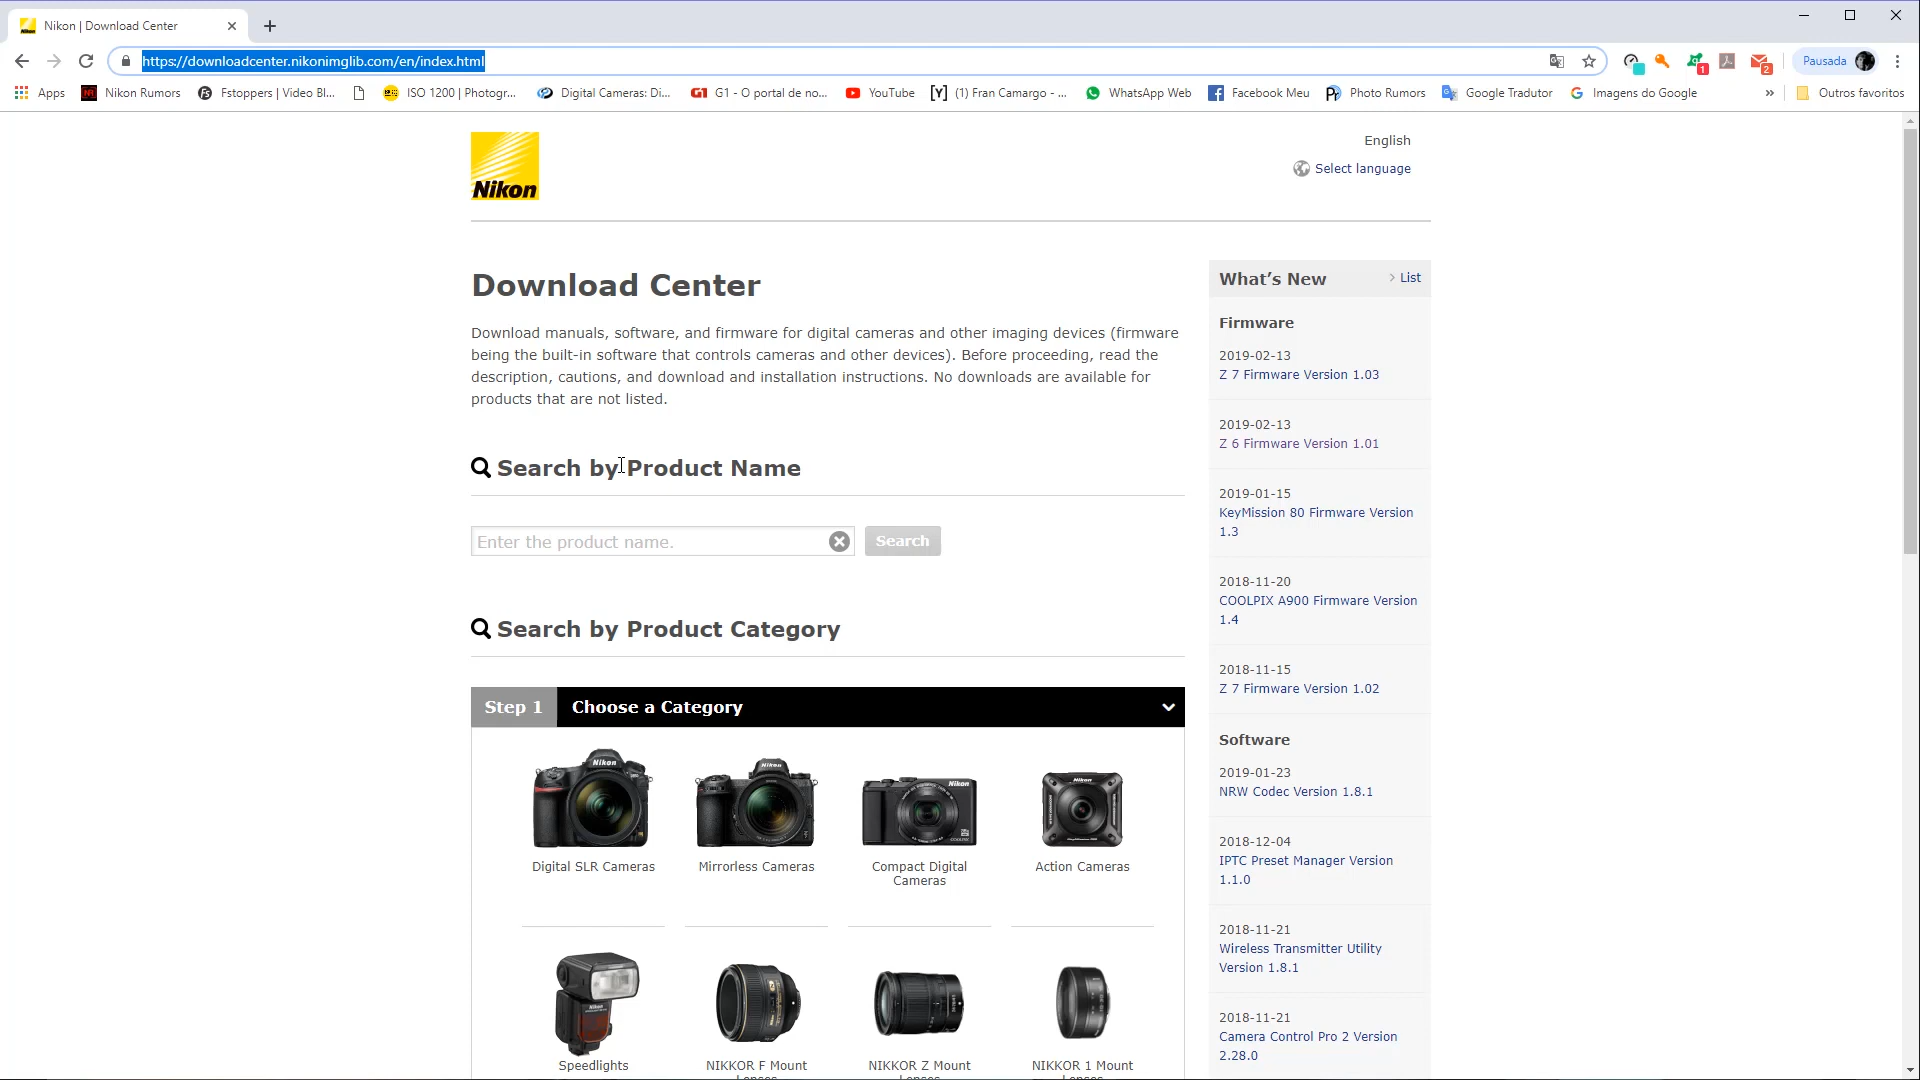 Nikon | Download Center
https://downloadcenter.nikonimglib.com/en/index.html
1
2
Pausada
Apps
Nikon Rumors
Fstoppers | Video Bl...
ISO 1200 | Photogr...
Digital Cameras: Di...
G1 - O portal de no...
YouTube
(1) Fran Camargo - ...
WhatsApp Web
Facebook Meu
Photo Rumors
Google Tradutor
Imagens do Google
»
Outros favoritos
Nikon
English
Select language
Download Center
Download manuals, software, and firmware for digital cameras and other imaging devices (firmware
being the built-in software that controls cameras and other devices). Before proceeding, read the
description, cautions, and download and installation instructions. No downloads are available for
products that are not listed.
Search by Product Name
Enter the product name.
Search
Search by Product Category
Step 1
Choose a Category
Digital SLR Cameras
Mirrorless Cameras
Compact Digital
Cameras
Action Cameras
Speedlights
NIKKOR F Mount
Lenses
NIKKOR Z Mount
Lenses
NIKKOR 1 Mount
Lenses
What’s New
List
Firmware
2019-02-13
Z 7 Firmware Version 1.03
2019-02-13
Z 6 Firmware Version 1.01
2019-01-15
KeyMission 80 Firmware Version
1.3
2018-11-20
COOLPIX A900 Firmware Version
1.4
2018-11-15
Z 7 Firmware Version 1.02
Software
2019-01-23
NRW Codec Version 1.8.1
2018-12-04
IPTC Preset Manager Version
1.1.0
2018-11-21
Wireless Transmitter Utility
Version 1.8.1
2018-11-21
Camera Control Pro 2 Version
2.28.0